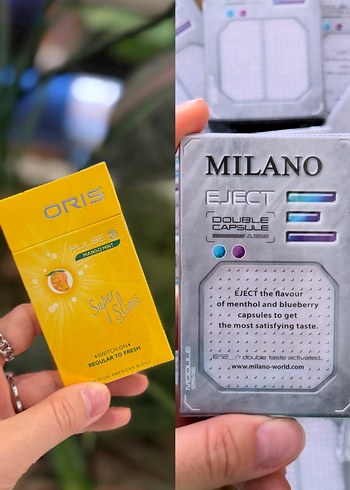 ORIS
PULSE
MANGO MINT
Super
Slims
SWITCH ON
REGULAR TO FRESH
MILANO
EJECT
DOUBLE
CAPSULE
EJECT the flavour
of menthol and blueberry
capsules to get
the most satisfying taste.
double taste activated.
www.milano-world.com
MODULE